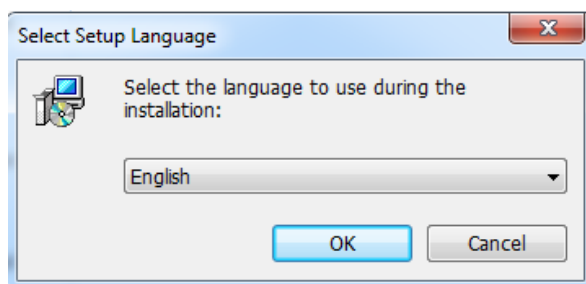 Select Setup Language
Select the language to use during the
installation:
English
OK
Cancel